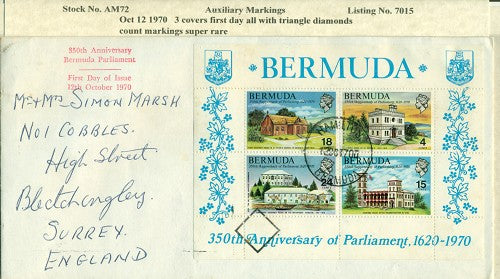 Stock No. AM72 Auxiliary Markings Listing No. 7015
Oct 12 1970 3 covers first day all with triangle diamonds
count markings super rare
350th Anniversary
Bermuda Parliament
First Day of Issue
12th October 1970
Mr + Mrs SIMON MARSH
No1 COBBLES.
High Street
Bletchingley
SURREY.
ENGLAND
BERMUDA
BERMUDA
18
BERMUDA
4
BERMUDA
24
BERMUDA
15
350th Anniversary of Parliament, 1620-1970